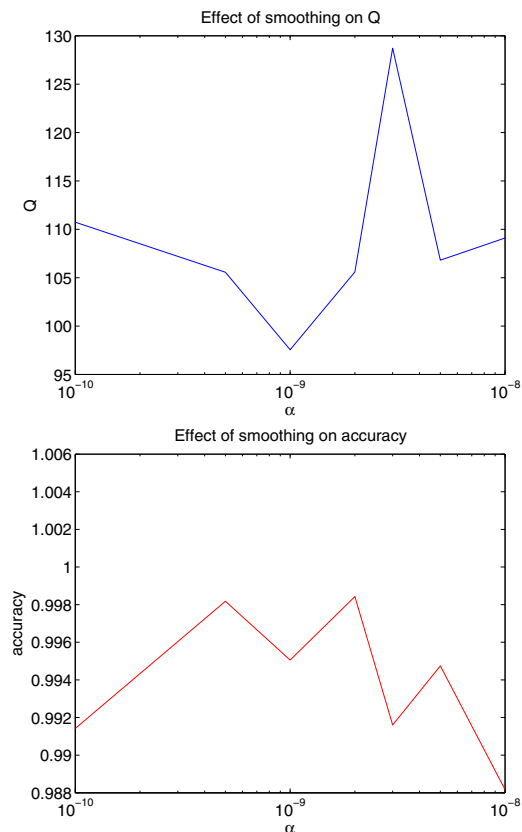 Effect of smoothing on Q
130
125
120
115
110
105
100
95
Q
10⁻¹⁰ 10⁻⁹ 10⁻⁸
α
Effect of smoothing on accuracy
1.006
1.004
1.002
1
0.998
0.996
0.994
0.992
0.99
0.988
accuracy
10⁻¹⁰ 10⁻⁹ 10⁻⁸
α